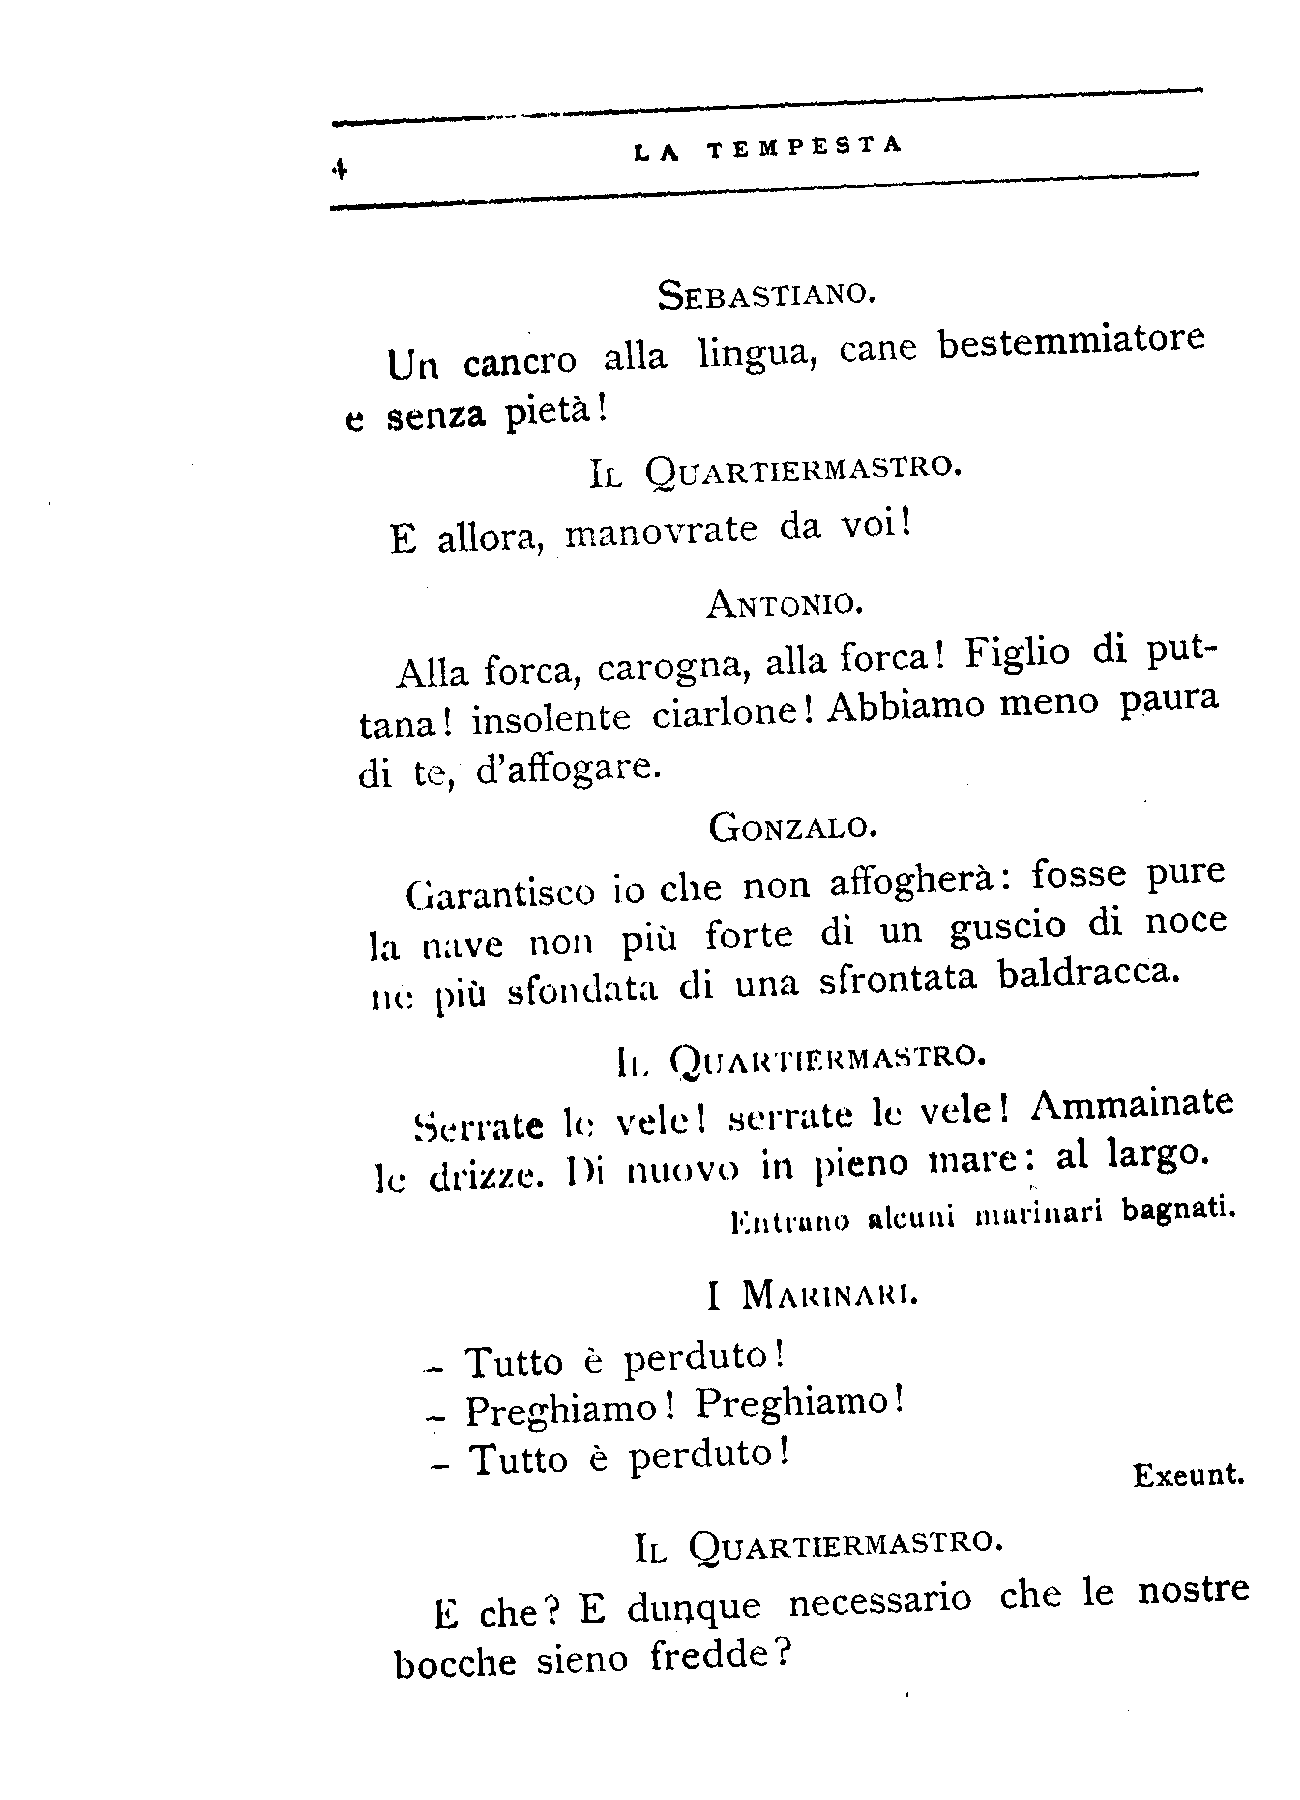 4 LA TEMPESTA
SEBASTIANO.
Un cancro alla lingua, cane bestemmiatore
e senza pietà!
IL QUARTIERMASTRO.
E allora, manovrate da voi!
ANTONIO.
Alla forca, carogna, alla forca! Figlio di put-
tana! insolente ciarlone! Abbiamo meno paura
di te, d'affogare.
GONZALO.
Garantisco io che non affogherà: fosse pure
la nave non più forte di un guscio di noce
ne più sfondata di una sfrontata baldracca.
IL QUARTIERMASTRO.
Serrate le vele! serrate le vele! Ammainate
le drizze. Di nuovo in pieno mare: al largo.
Entrano alcuni marinari bagnati.
I MARINARI.
– Tutto è perduto!
– Preghiamo! Preghiamo!
– Tutto è perduto!
Exeunt.
IL QUARTIERMASTRO.
E che? E dunque necessario che le nostre
bocche sieno fredde?